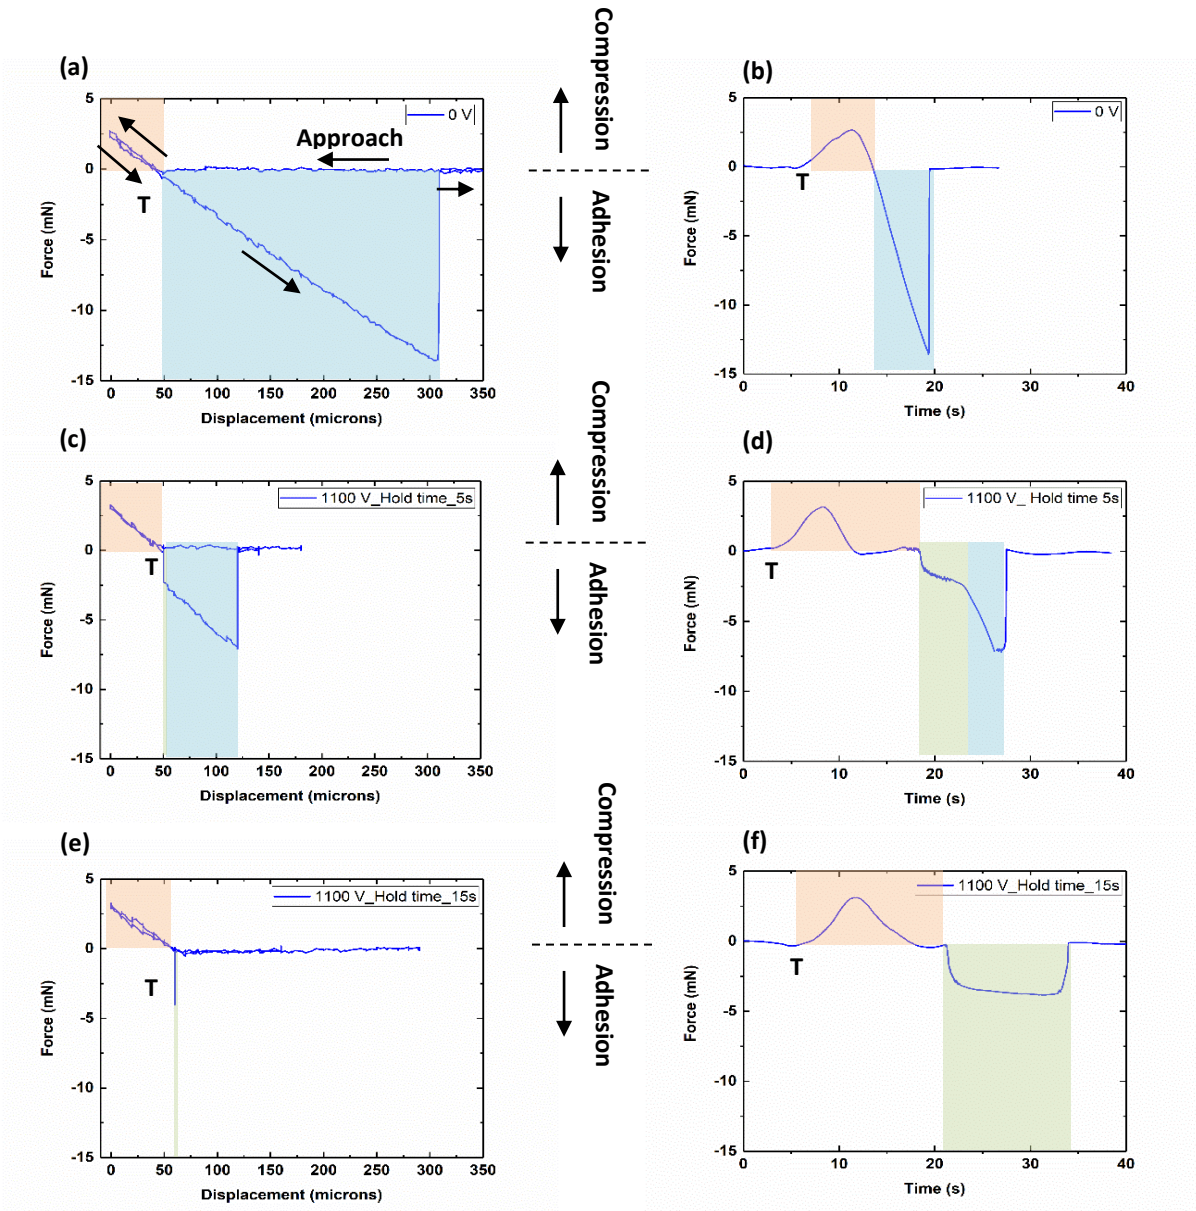 (a)
5
0
-5
-10
-15
0 50 100 150 200 250 300 350
Force (mN)
Displacement (microns)
0 V
Approach
T
Compression
Adhesion
(b)
5
0
-5
-10
-15
0 10 20 30 40
Force (mN)
Time (s)
0 V
T
(c)
5
0
-5
-10
-15
0 50 100 150 200 250 300 350
Force (mN)
Displacement (microns)
1100 V_Hold time_5s
T
Compression
Adhesion
(d)
5
0
-5
-10
-15
0 10 20 30 40
Force (mN)
Time (s)
1100 V_ Hold time 5s
T
(e)
5
0
-5
-10
-15
0 50 100 150 200 250 300 350
Force (mN)
Displacement (microns)
1100 V_Hold time_15s
T
Compression
Adhesion
(f)
5
0
-5
-10
-15
0 10 20 30 40
Force (mN)
Time (s)
1100 V_Hold time_15s
T